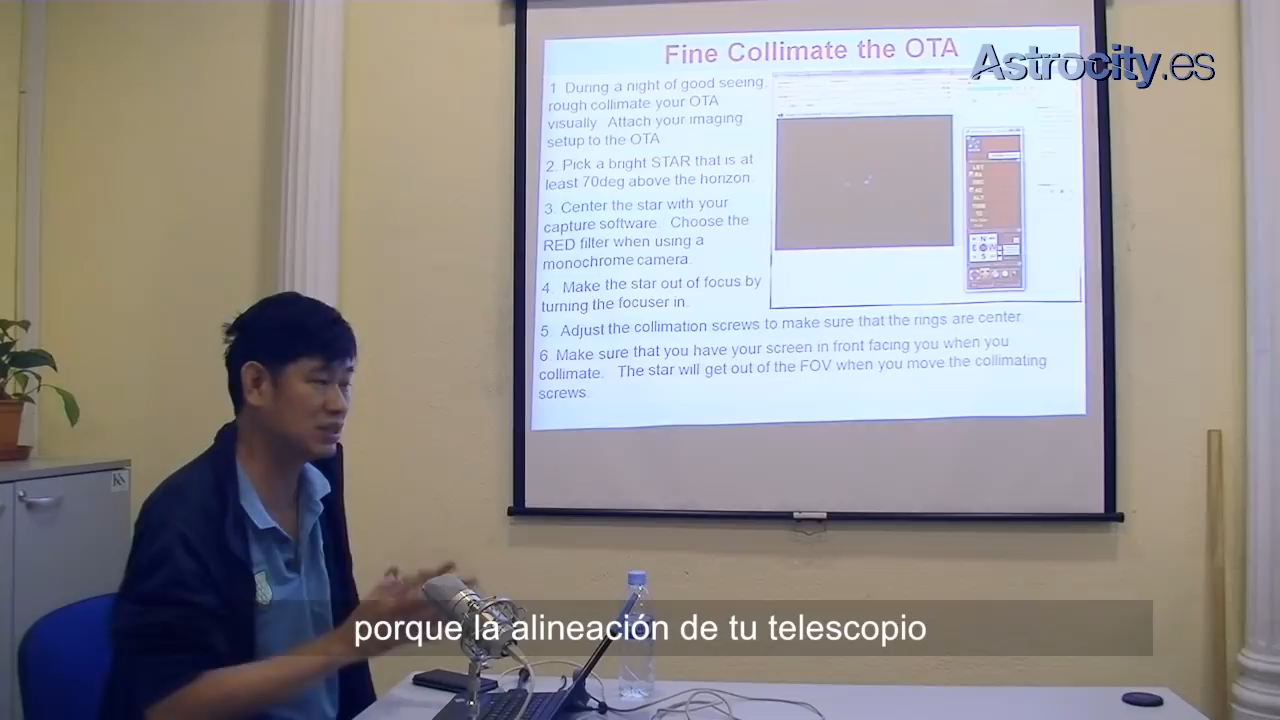 Fine Collimate the OTA
Astrocity.es
1 During a night of good seeing,
rough collimate your OTA
visually. Attach your imaging
setup to the OTA
2. Pick a bright STAR that is at
least 70deg above the horizon.
3. Center the star with your
capture software. Choose the
RED filter when using a
monochrome camera.
4. Make the star out of focus by
turning the focuser in.
5. Adjust the collimation screws to make sure that the rings are center
6 Make sure that you have your screen in front facing you when you
collimate. The star will get out of the FOV when you move the collimating
screws.
porque la alineación de tu telescopio